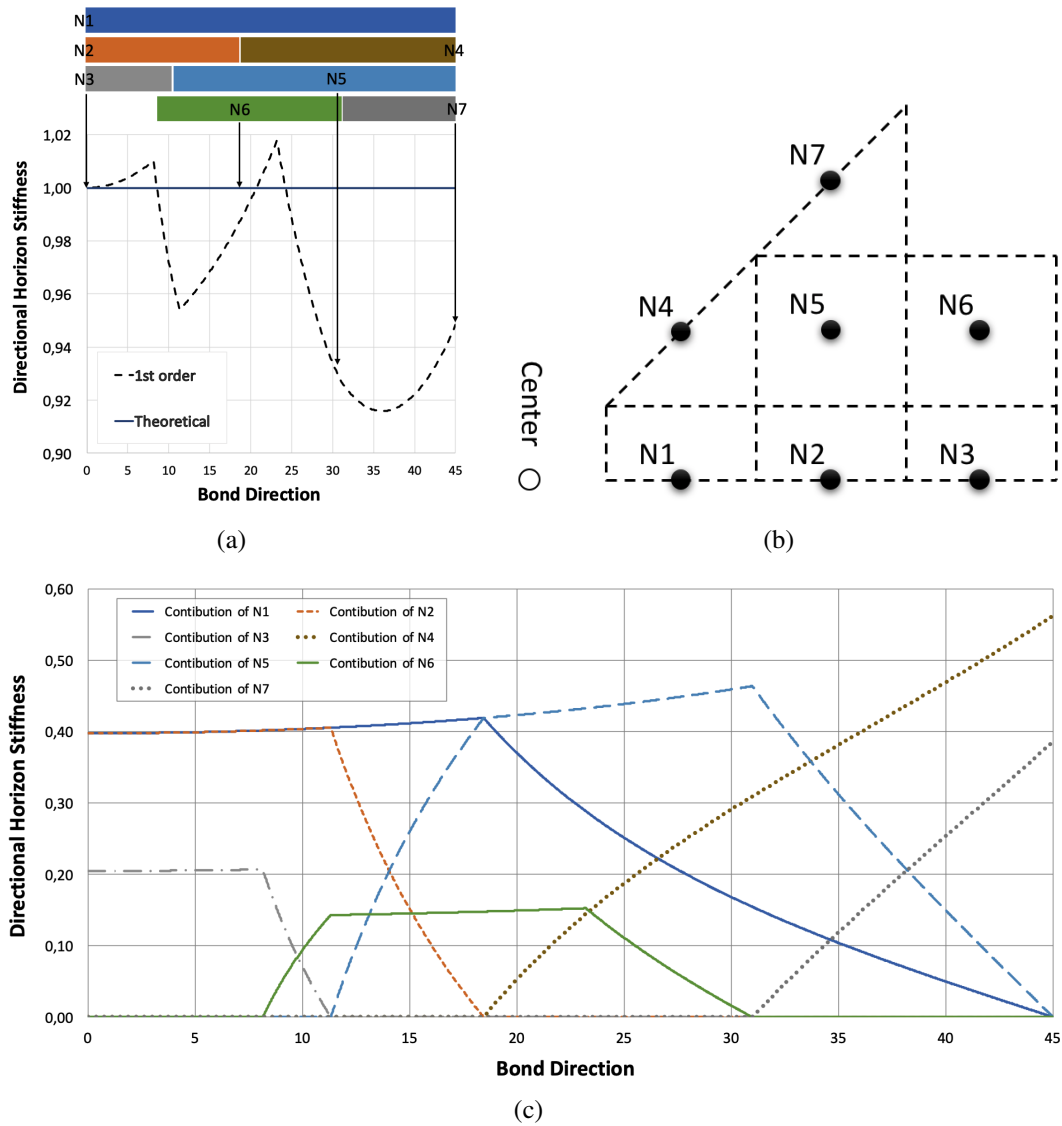 N1
N2 N4
N3 N5
N6 N7
1,02
1,00
0,98
0,96
0,94
0,92
0,90
Directional Horizon Stiffness
1st order
Theoretical
0 5 10 15 20 25 30 35 40 45
Bond Direction
(a)
N7
N4 N5 N6
N1 N2 N3
Center
(b)
0,60
0,50
0,40
0,30
0,20
0,10
0,00
Directional Horizon Stiffness
Contibution of N1 Contibution of N2
Contibution of N3 Contibution of N4
Contibution of N5 Contibution of N6
Contibution of N7
0 5 10 15 20 25 30 35 40 45
Bond Direction
(c)